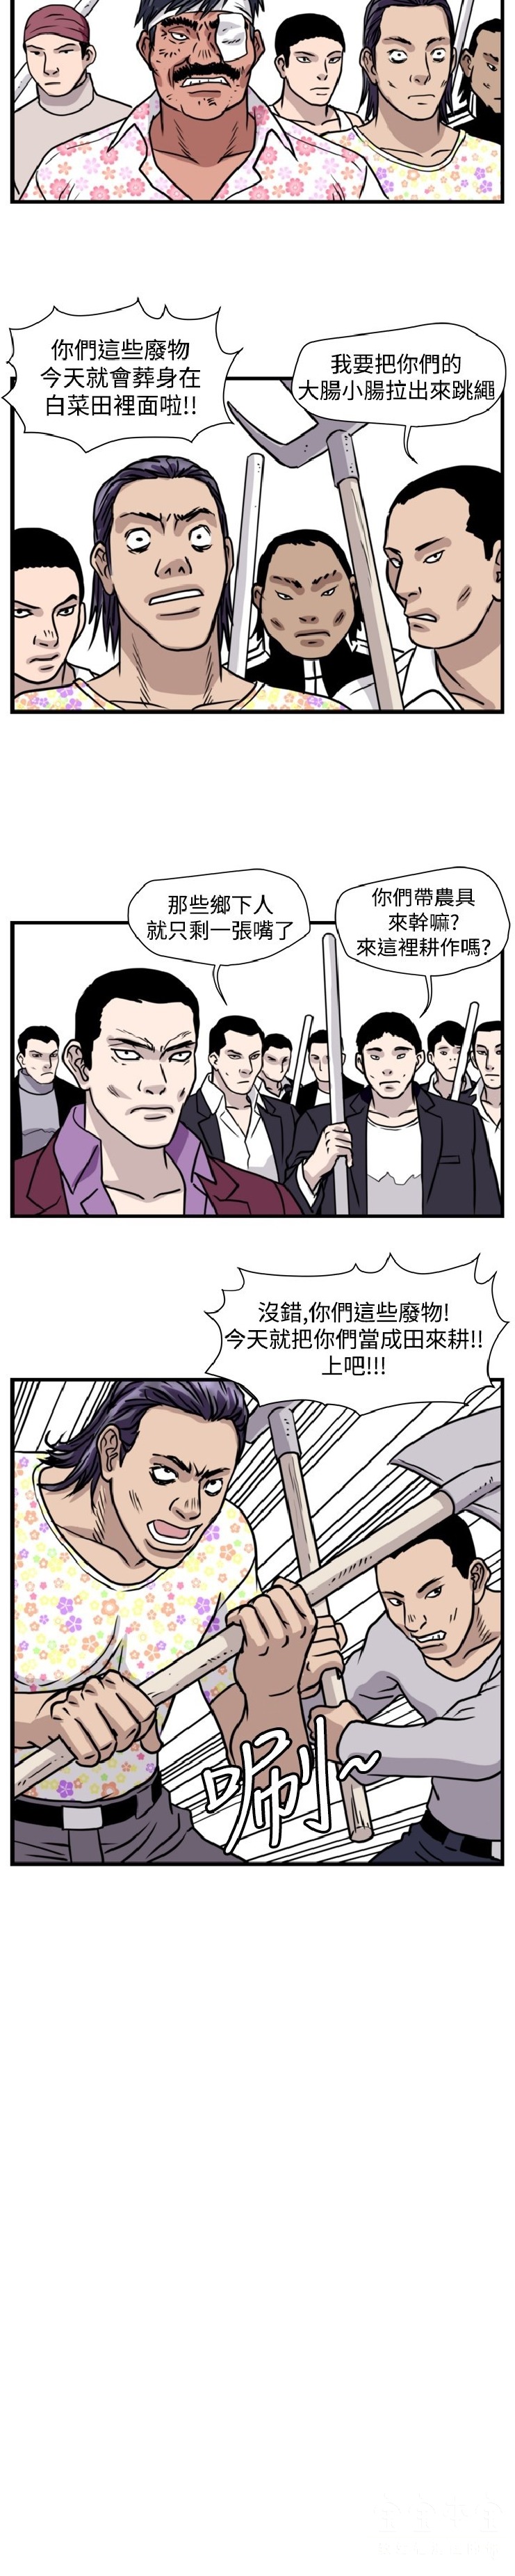 你們這些廢物
今天就會葬身在
白菜田裡面啦!!
我要把你們的
大腸小腸拉出來跳繩
那些鄉下人
就只剩一張嘴了
你們帶農具
來幹嘛?
來這裡耕作嗎?
沒錯,你們這些廢物!
今天就把你們當成田來耕!!
上吧!!!
唰~